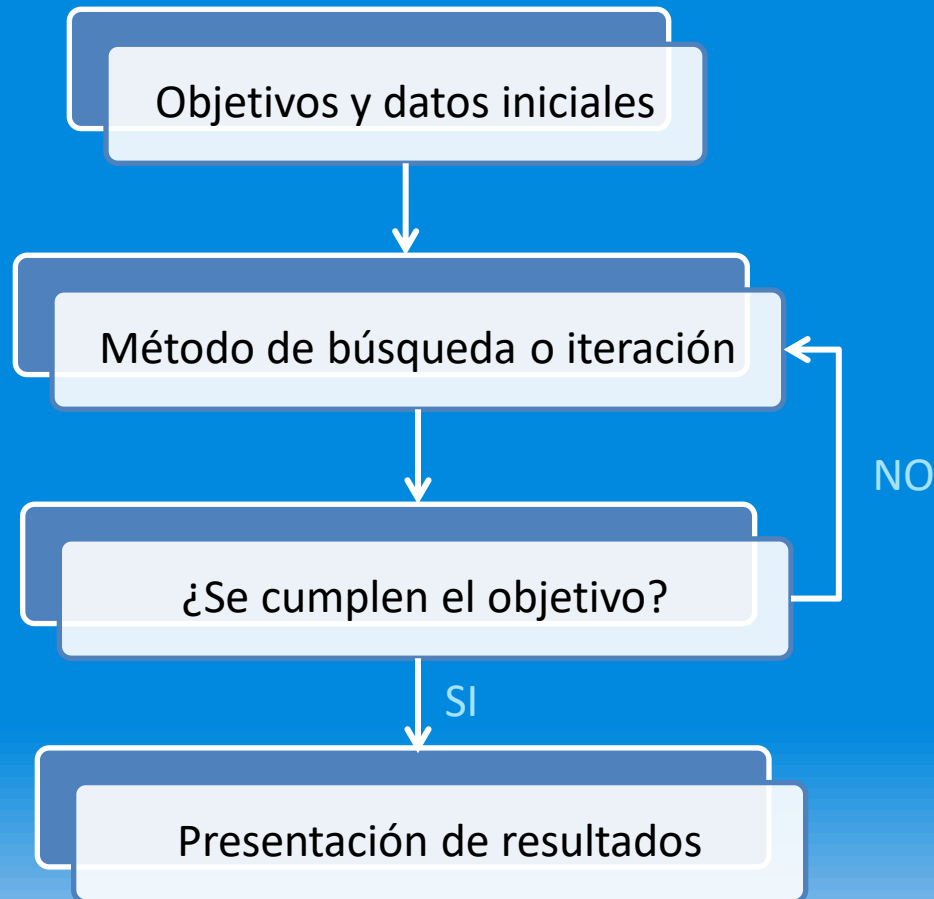 Objetivos y datos iniciales
Método de búsqueda o iteración
NO
¿Se cumplen el objetivo?
SI
Presentación de resultados